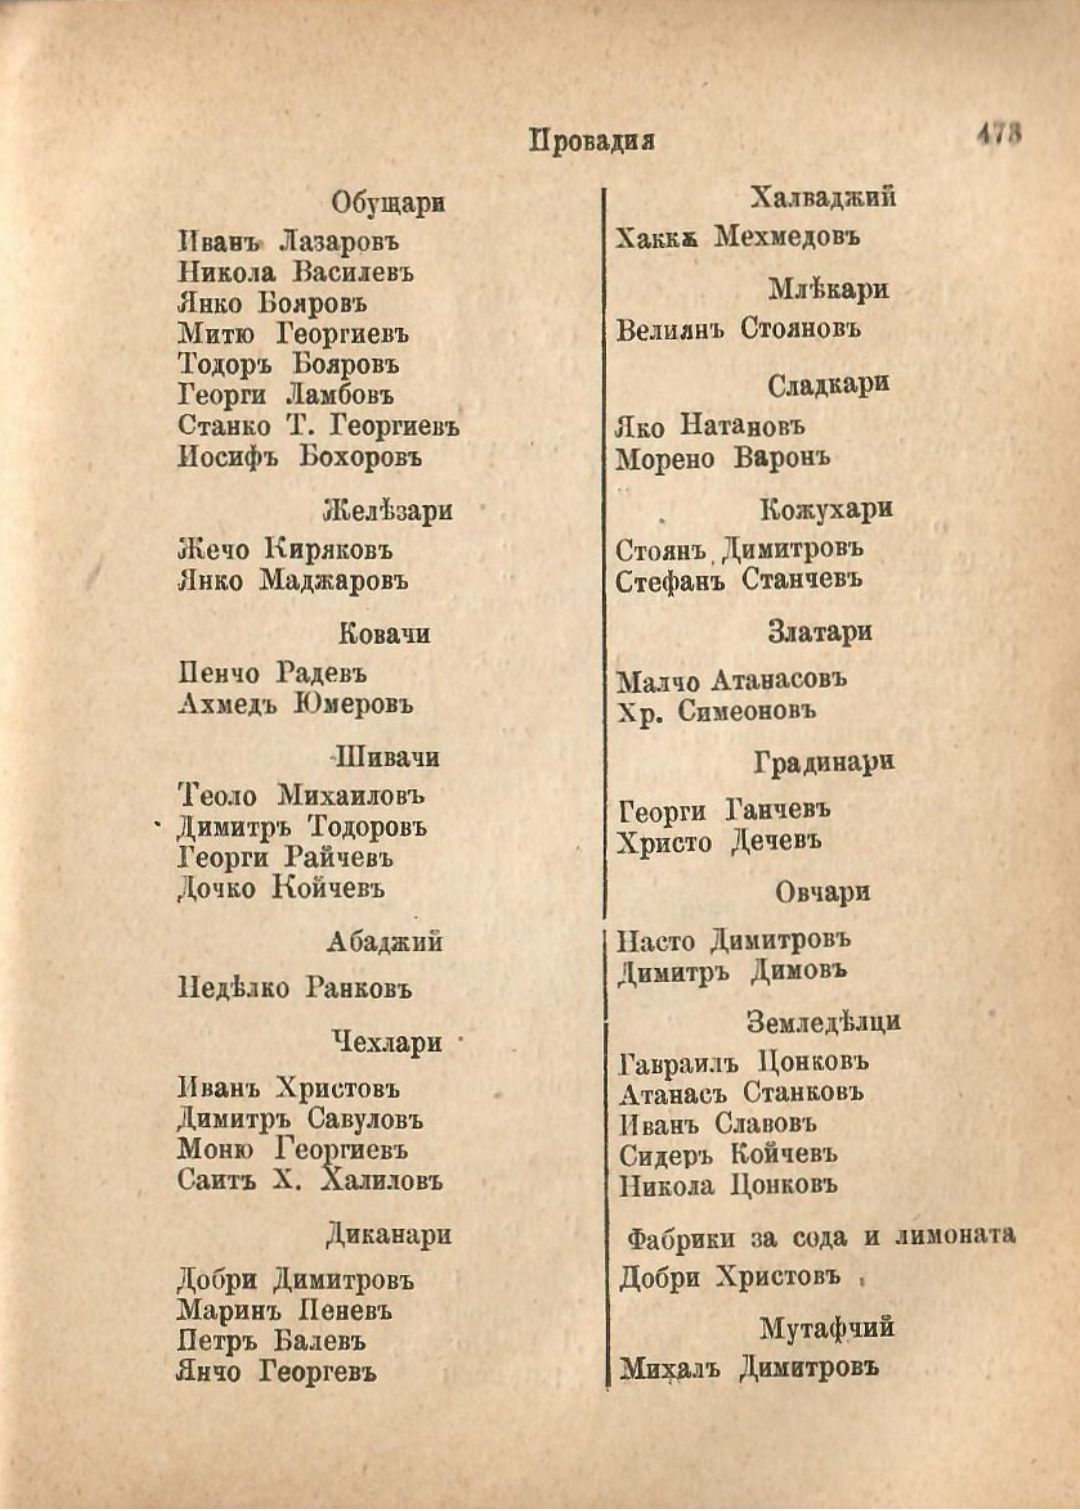 Провадия
473
Обущари
Иванъ Лазаровъ
Никола Василевъ
Янко Бояровъ
Митю Георгиевъ
Тодоръ Бояровъ
Георги Ламбовъ
Станко Т. Георгиевъ
Иосифъ Бохоровъ
Желѣзари
Жечо Киряковъ
Янко Маджаровъ
Ковачи
Пенчо Радевъ
Ахмедъ Юмеровъ
Шивачи
Теоло Михаиловъ
Димитръ Тодоровъ
Георги Райчевъ
Дочко Койчевъ
Абаджий
Недѣлко Ранковъ
Чехлари
Иванъ Христовъ
Димитръ Савуловъ
Моню Георгиевъ
Саитъ Х. Халиловъ
Диканари
Добри Димитровъ
Маринъ Пеневъ
Петръ Балевъ
Янчо Георгевъ
Халваджий
Хаккѫ Мехмедовъ
Млѣкари
Велиянъ Стояновъ
Сладкари
Яко Натановъ
Морено Варонъ
Кожухари
Стоянъ Димитровъ
Стефанъ Станчевъ
Златари
Малчо Атанасовъ
Хр. Симеоновъ
Градинари
Георги Ганчевъ
Христо Дечевъ
Овчари
Насто Димитровъ
Димитръ Димовъ
Земледѣлци
Гавраилъ Цонковъ
Атанасъ Станковъ
Иванъ Славовъ
Сидеръ Койчевъ
Никола Цонковъ
Фабрики за сода и лимоната
Добри Христовъ
Мутафчий
Михалъ Димитровъ